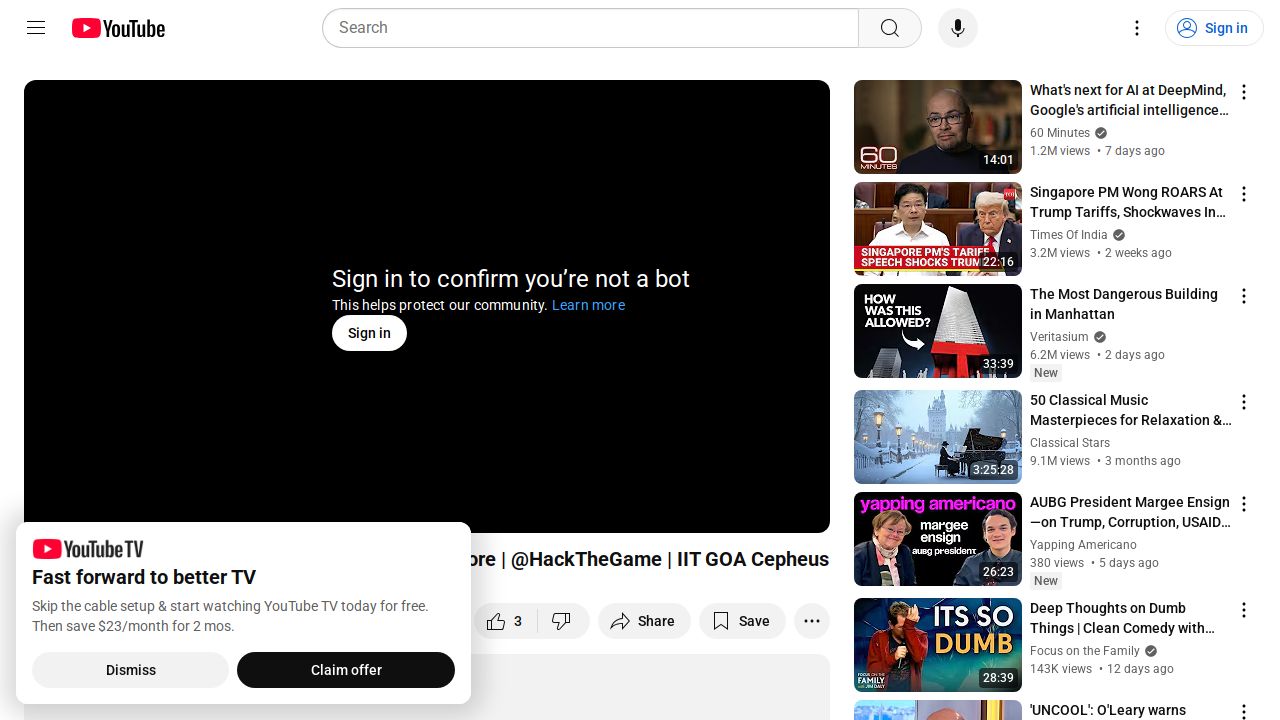 YouTube
Search
Sign in
Sign in to confirm you’re not a bot
This helps protect our community. Learn more
Sign in
ore | @HackTheGame | IIT GOA Cepheus
3
Share
Save
YouTube TV
Fast forward to better TV
Skip the cable setup & start watching YouTube TV today for free.
Then save $23/month for 2 mos.
Dismiss
Claim offer
60
MINUTES
14:01
What's next for AI at DeepMind,
Google's artificial intelligence…
60 Minutes
1.2M views • 7 days ago
SINGAPORE PM'S TARIFF
SPEECH SHOCKS TRUM
22:16
Singapore PM Wong ROARS At
Trump Tariffs, Shockwaves In…
Times Of India
3.2M views • 2 weeks ago
HOW
WAS THIS
ALLOWED?
33:39
The Most Dangerous Building
in Manhattan
Veritasium
6.2M views • 2 days ago
New
3:25:28
50 Classical Music
Masterpieces for Relaxation &…
Classical Stars
9.1M views • 3 months ago
yapping americano
margee
ensign
aubg president
26:23
AUBG President Margee Ensign
—on Trump, Corruption, USAID…
Yapping Americano
380 views • 5 days ago
New
ITS SO
DUMB
FOCUS ON THE
FAMILY
WITH JIM DALY
28:39
Deep Thoughts on Dumb
Things | Clean Comedy with…
Focus on the Family
143K views • 12 days ago
'UNCOOL': O'Leary warns